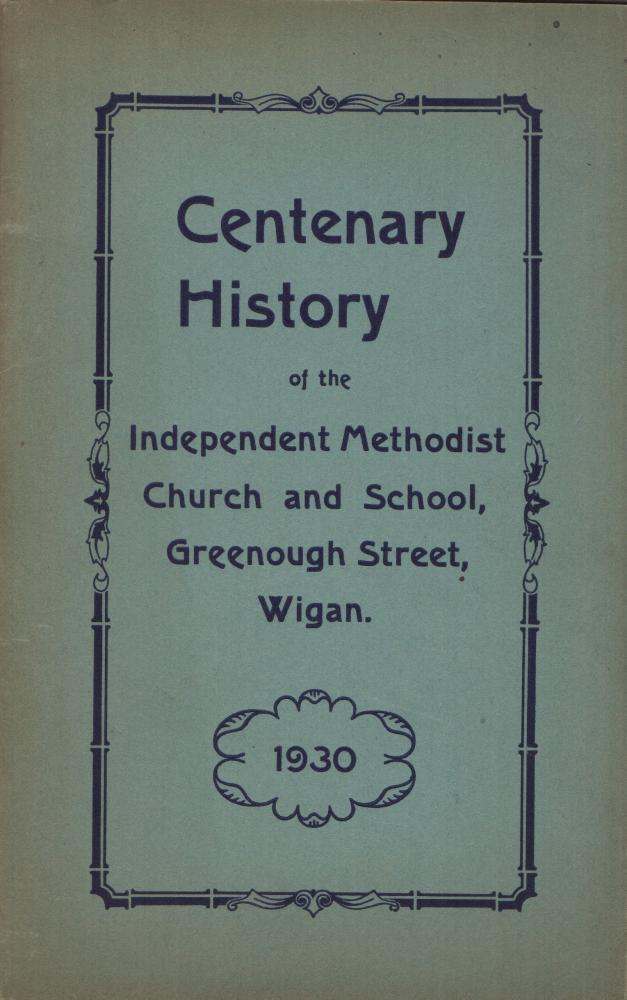 Centenary
History
of the
Independent Methodist
Church and School,
Greenough Street,
Wigan.
1930